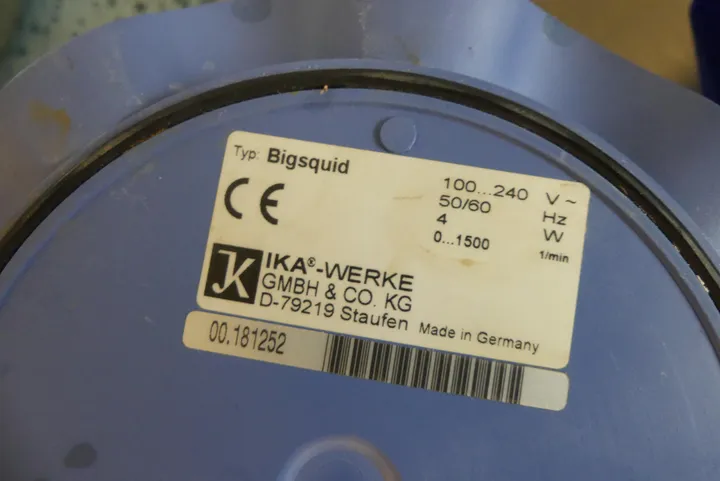 Typ: Bigsquid
CE
100...240 V ~
50/60 Hz
4 W
0...1500 1/min
IKA®-WERKE
GMBH & CO. KG
D-79219 Staufen Made in Germany
00.181252